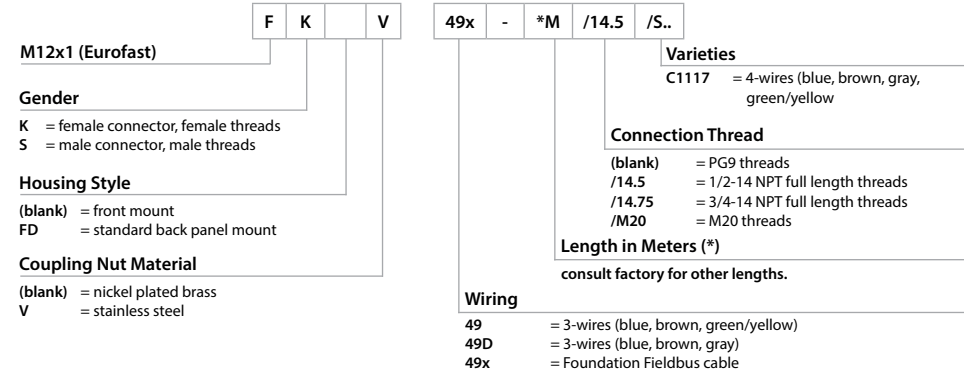 F K V 49x - *M /14.5 /S..
M12x1 (Eurofast)
Gender
K = female connector, female threads
S = male connector, male threads
Housing Style
(blank) = front mount
FD = standard back panel mount
Coupling Nut Material
(blank) = nickel plated brass
V = stainless steel
Varieties
C1117 = 4-wires (blue, brown, gray,
green/yellow
Connection Thread
(blank) = PG9 threads
/14.5 = 1/2-14 NPT full length threads
/14.75 = 3/4-14 NPT full length threads
/M20 = M20 threads
Length in Meters (*)
consult factory for other lengths.
Wiring
49 = 3-wires (blue, brown, green/yellow)
49D = 3-wires (blue, brown, gray)
49x = Foundation Fieldbus cable